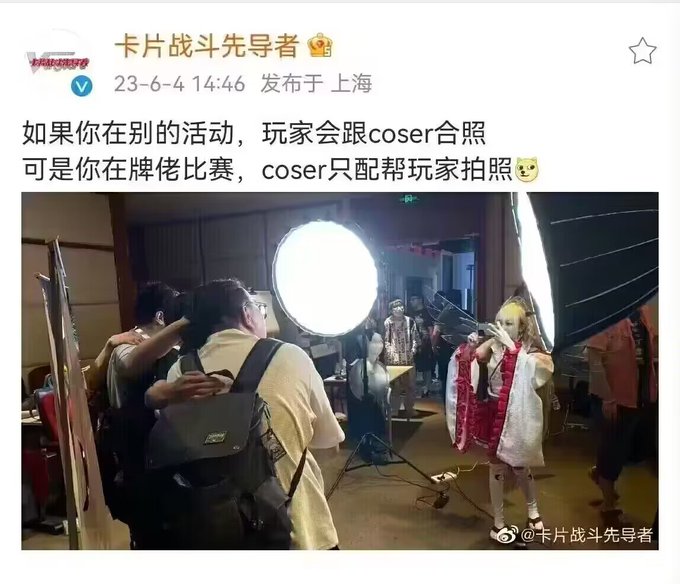 卡片战斗先导者
23-6-4 14:46 发布于 上海
如果你在别的活动，玩家会跟coser合照
可是你在牌佬比赛，coser只配帮玩家拍照
@卡片战斗先导者